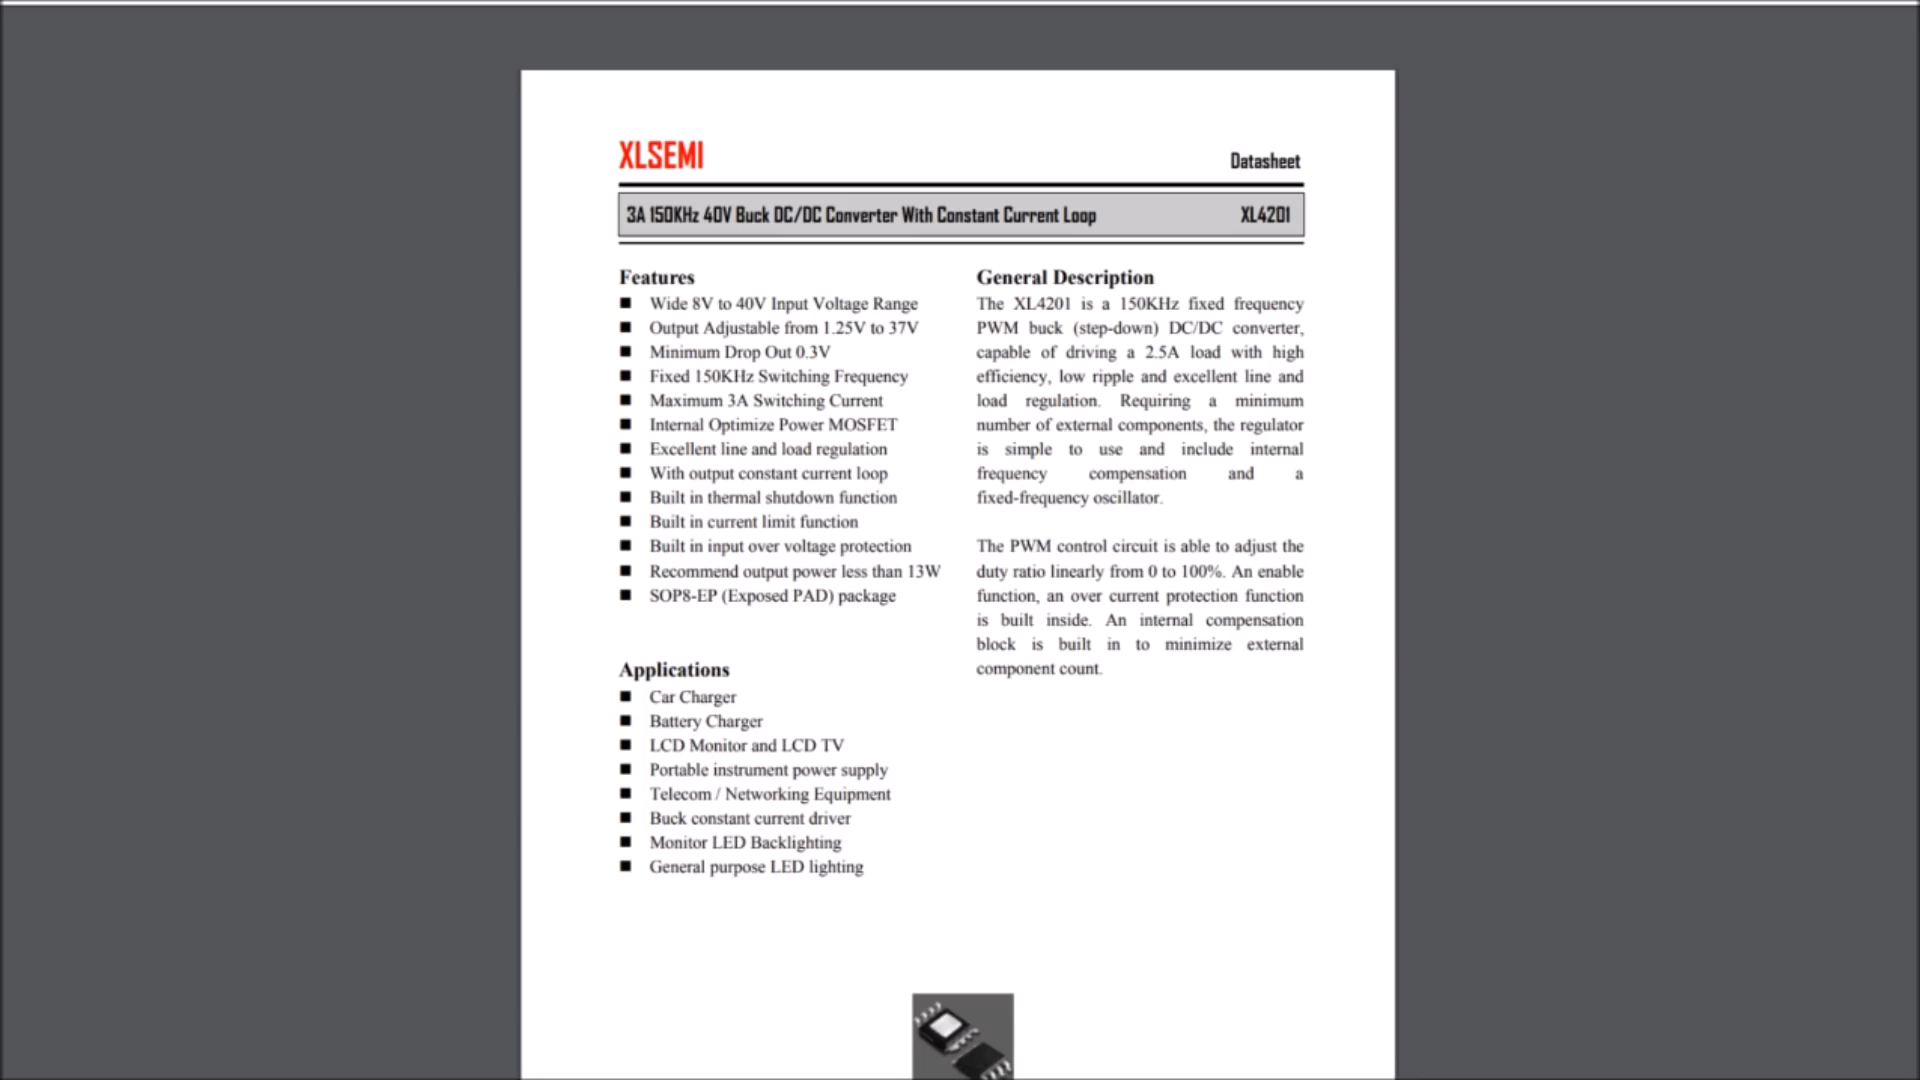 XLSEMI
Datasheet
3A 150KHz 40V Buck DC/DC Converter With Constant Current Loop XL4201
Features
■ Wide 8V to 40V Input Voltage Range
■ Output Adjustable from 1.25V to 37V
■ Minimum Drop Out 0.3V
■ Fixed 150KHz Switching Frequency
■ Maximum 3A Switching Current
■ Internal Optimize Power MOSFET
■ Excellent line and load regulation
■ With output constant current loop
■ Built in thermal shutdown function
■ Built in current limit function
■ Built in input over voltage protection
■ Recommend output power less than 13W
■ SOP8-EP (Exposed PAD) package
Applications
■ Car Charger
■ Battery Charger
■ LCD Monitor and LCD TV
■ Portable instrument power supply
■ Telecom / Networking Equipment
■ Buck constant current driver
■ Monitor LED Backlighting
■ General purpose LED lighting
General Description
The XL4201 is a 150KHz fixed frequency
PWM buck (step-down) DC/DC converter,
capable of driving a 2.5A load with high
efficiency, low ripple and excellent line and
load regulation. Requiring a minimum
number of external components, the regulator
is simple to use and include internal
frequency compensation and a
fixed-frequency oscillator.
The PWM control circuit is able to adjust the
duty ratio linearly from 0 to 100%. An enable
function, an over current protection function
is built inside. An internal compensation
block is built in to minimize external
component count.